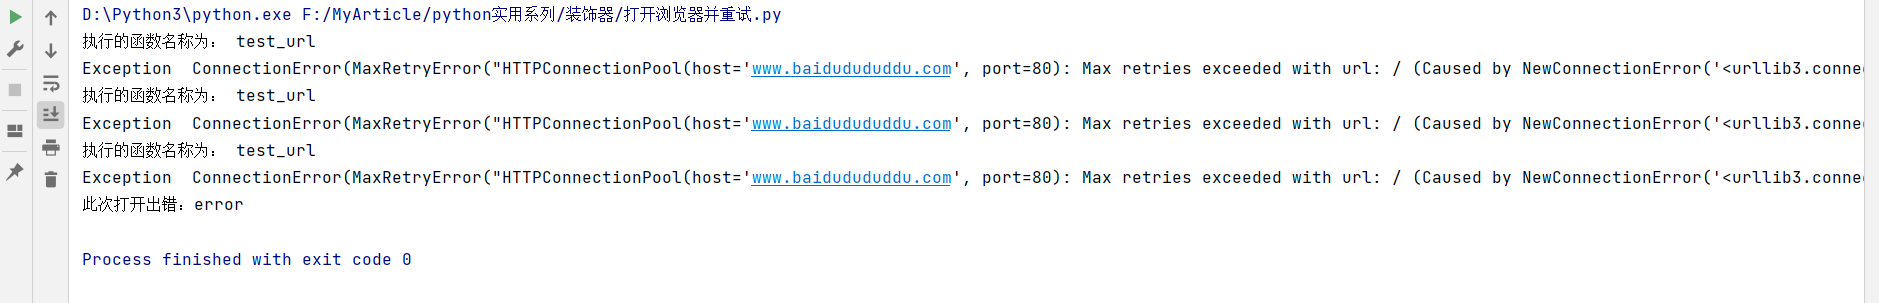 D:\Python3\python.exe F:/MyArticle/python实用系列/装饰器/打开浏览器并重试.py
执行的函数名称为： test_url
Exception  ConnectionError(MaxRetryError("HTTPConnectionPool(host='www.baidudududdu.com', port=80): Max retries exceeded with url: / (Caused by NewConnectionError('<urllib3.conne
执行的函数名称为： test_url
Exception  ConnectionError(MaxRetryError("HTTPConnectionPool(host='www.baidudududdu.com', port=80): Max retries exceeded with url: / (Caused by NewConnectionError('<urllib3.conne
执行的函数名称为： test_url
Exception  ConnectionError(MaxRetryError("HTTPConnectionPool(host='www.baidudududdu.com', port=80): Max retries exceeded with url: / (Caused by NewConnectionError('<urllib3.conne
此次打开出错：error
Process finished with exit code 0